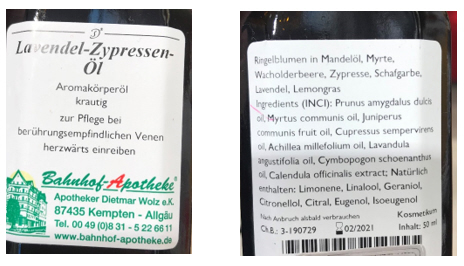 D
Lavendel-Zypressen-
Öl
Aromakörperöl
krautig
zur Pflege bei
berührungsempfindlichen Venen
herzwärts einreiben
Bahnhof-Apotheke
Apotheker Dietmar Wolz e.K.
87435 Kempten - Allgäu
Tel. 00 49 (0)8 31 - 5 22 66 11
www.bahnhof-apotheke.de
Ringelblumen in Mandelöl, Myrte,
Wacholderbeere, Zypresse, Schafgarbe,
Lavendel, Lemongras
Ingredients (INCI): Prunus amygdalus dulcis
oil, Myrtus communis oil, Juniperus
communis fruit oil, Cupressus sempervirens
oil, Achillea millefolium oil, Lavandula
angustifolia oil, Cymbopogon schoenanthus
oil, Calendula officinalis extract; Natürlich
enthalten: Limonene, Linalool, Geraniol,
Citronellol, Citral, Eugenol, Isoeugenol
Nach Anbruch alsbald verbrauchen Kosmetikum
Ch.B.: 3-190729 02/2021 Inhalt: 50 ml